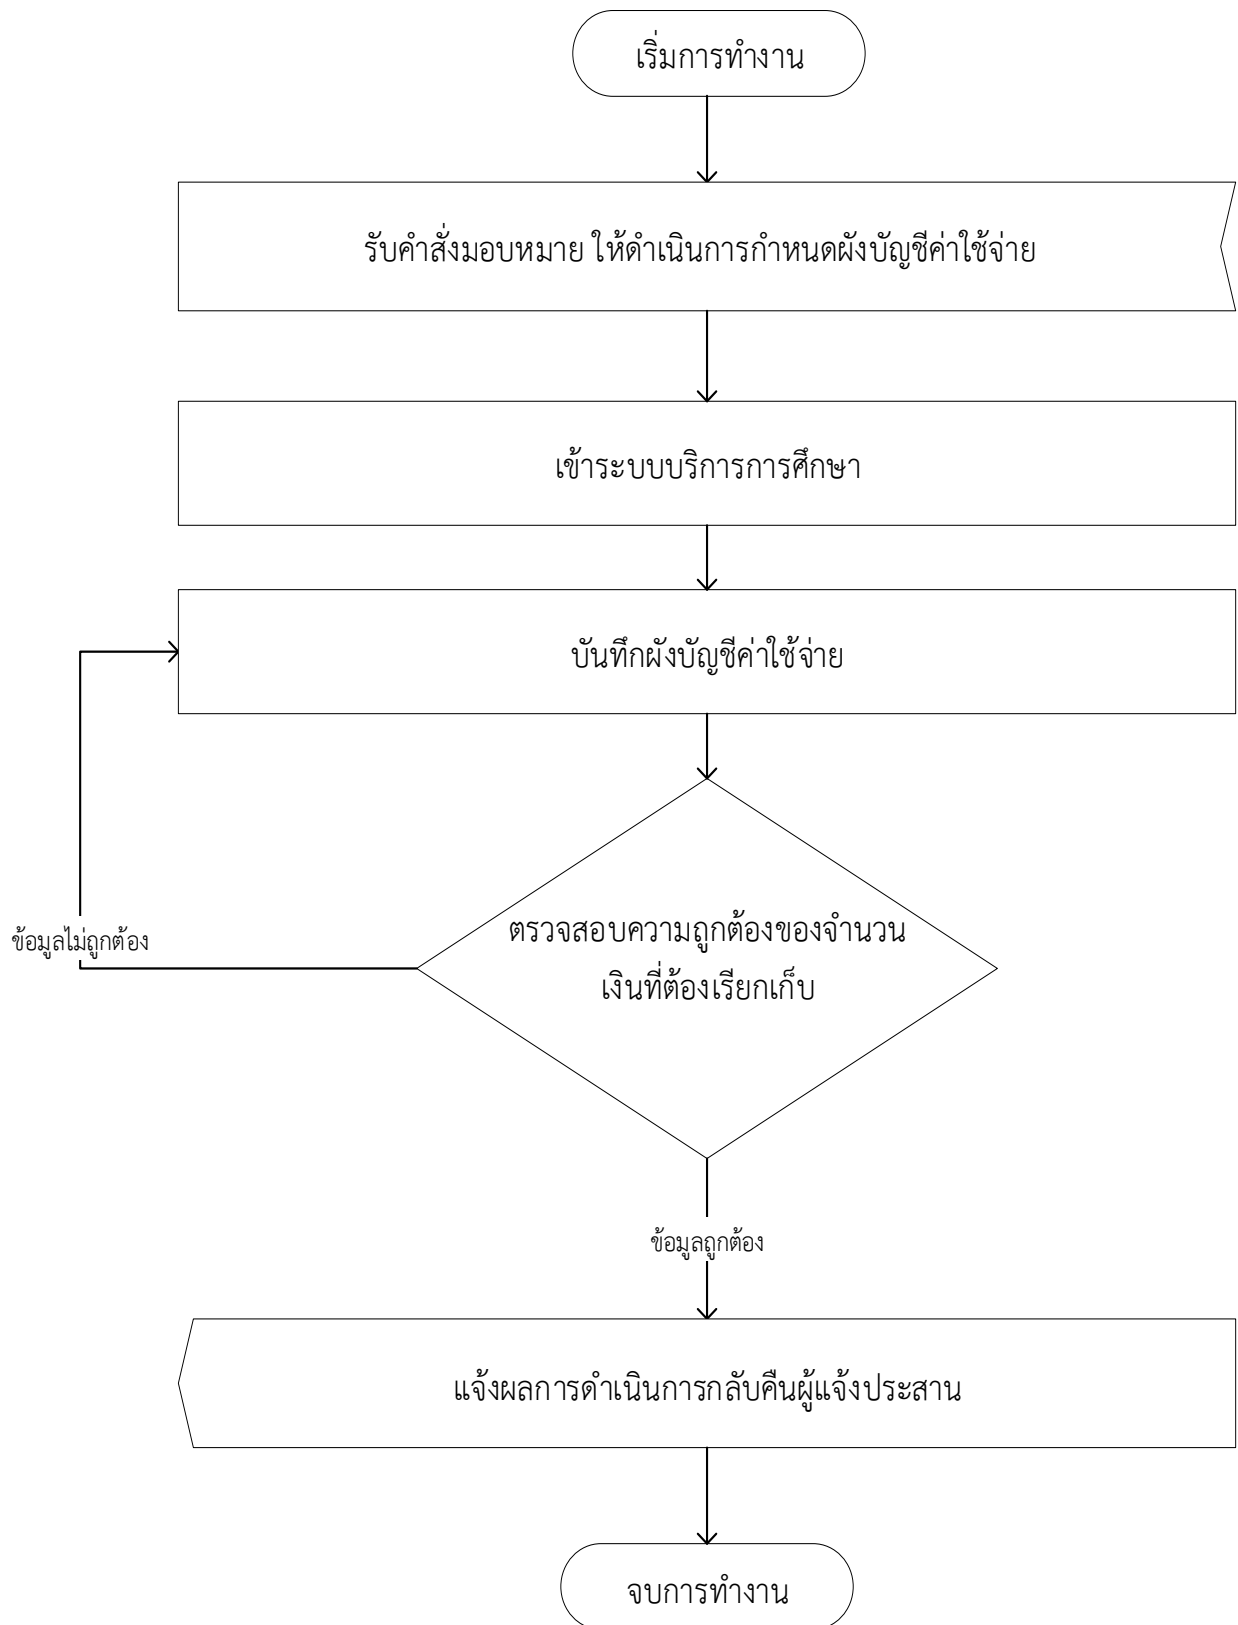 เริ่มการทำงาน
รับคำสั่งมอบหมาย ให้ดำเนินการกำหนดผังบัญชีค่าใช้จ่าย
เข้าระบบบริการการศึกษา
บันทึกผังบัญชีค่าใช้จ่าย
ตรวจสอบความถูกต้องของจำนวน
เงินที่ต้องเรียกเก็บ
ข้อมูลไม่ถูกต้อง
ข้อมูลถูกต้อง
แจ้งผลการดำเนินการกลับคืนผู้แจ้งประสาน
จบการทำงาน